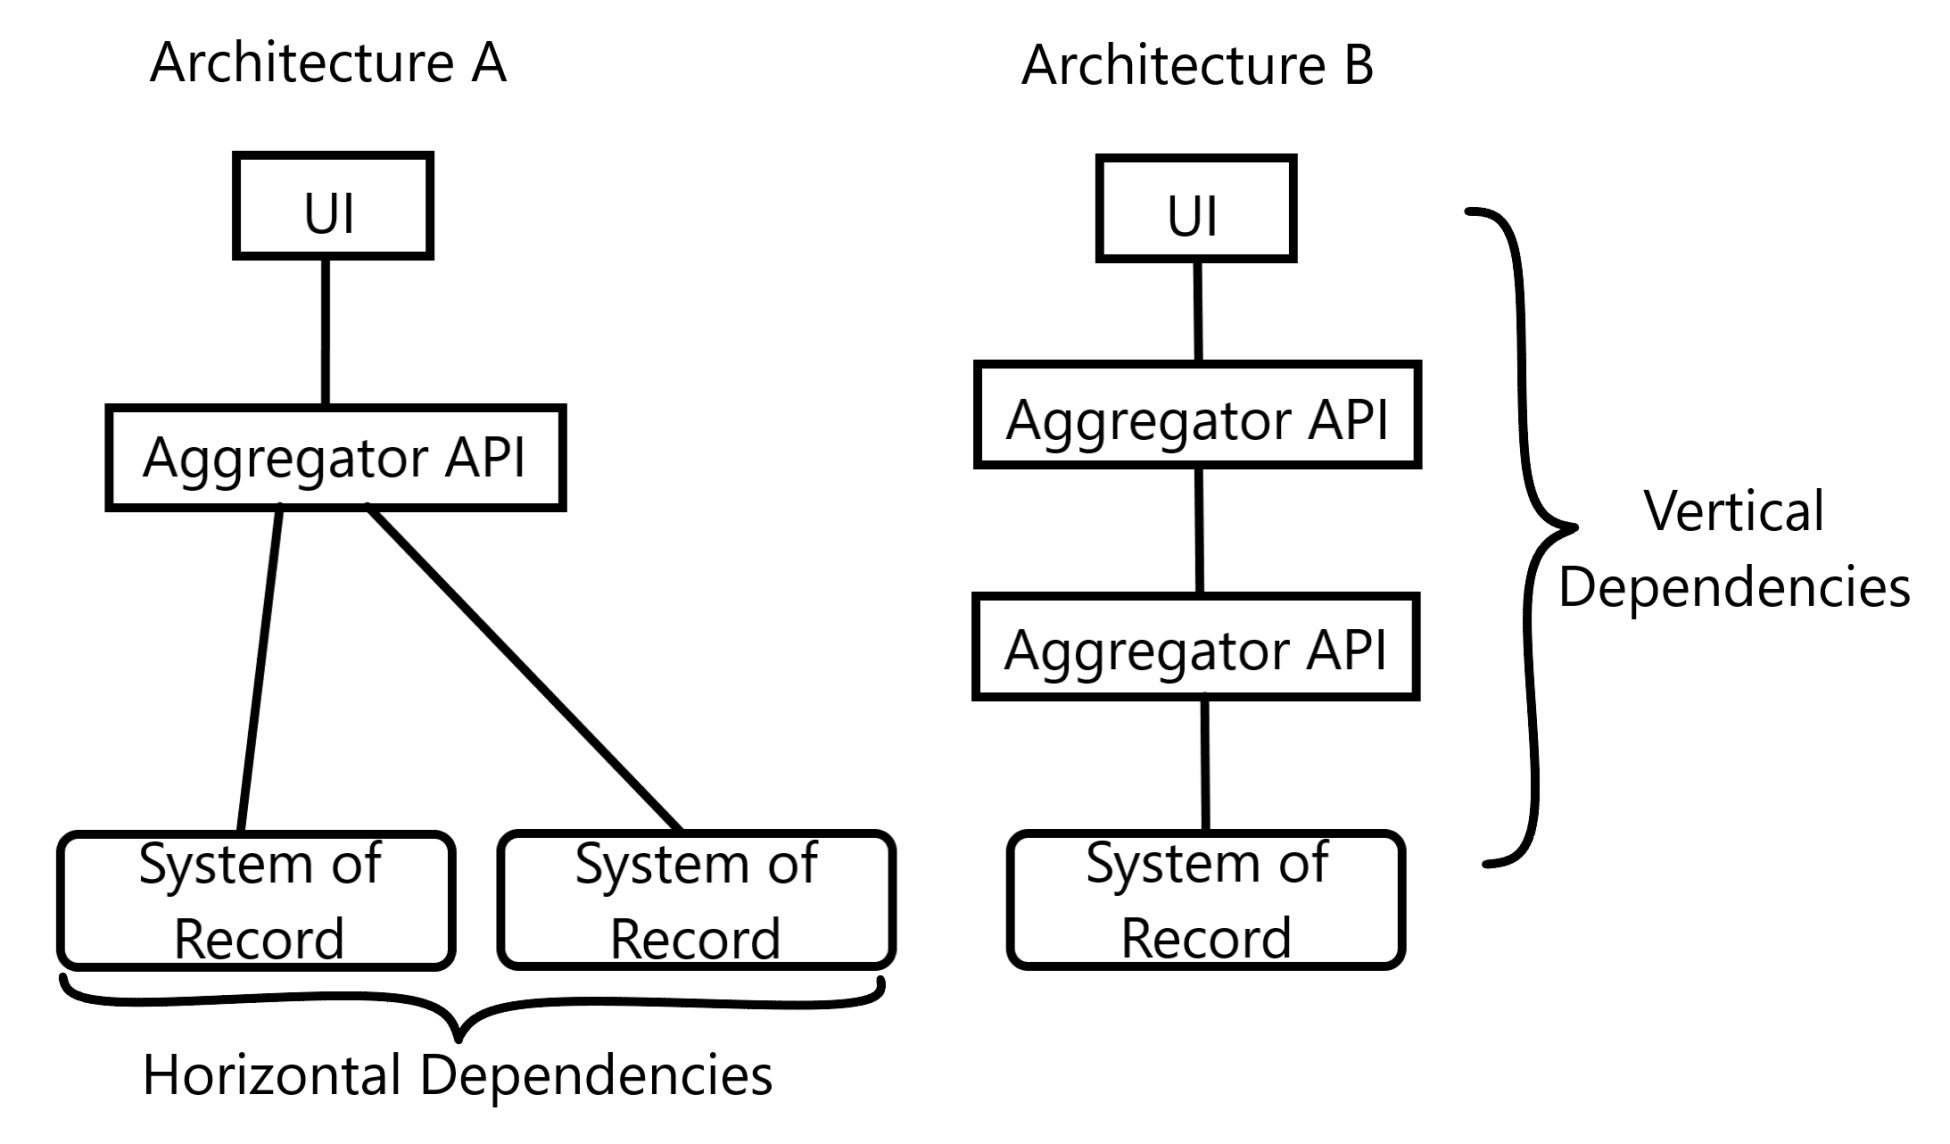 Architecture A
UI
Aggregator API
System of
Record
System of
Record
Horizontal Dependencies
Architecture B
UI
Aggregator API
Aggregator API
System of
Record
Vertical
Dependencies